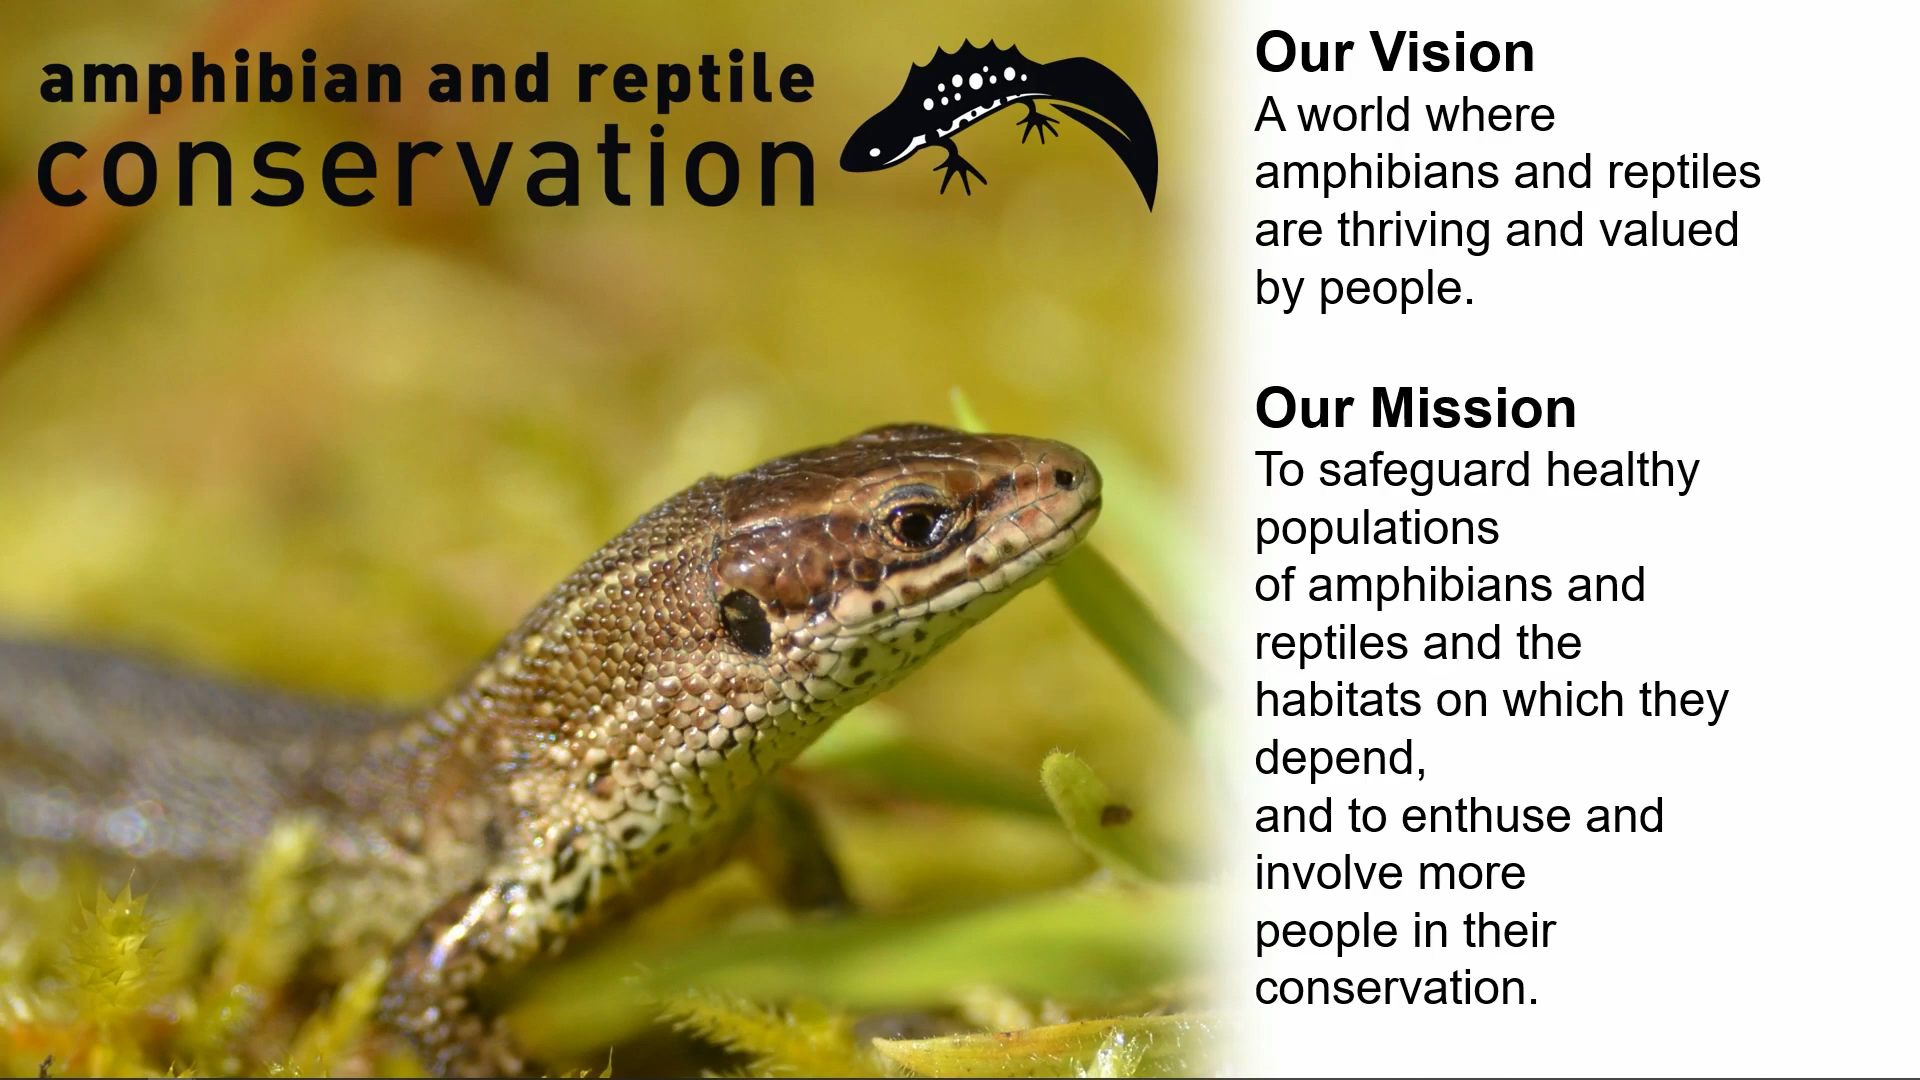 amphibian and reptile
conservation
Our Vision
A world where
amphibians and reptiles
are thriving and valued
by people.
Our Mission
To safeguard healthy
populations
of amphibians and
reptiles and the
habitats on which they
depend,
and to enthuse and
involve more
people in their
conservation.